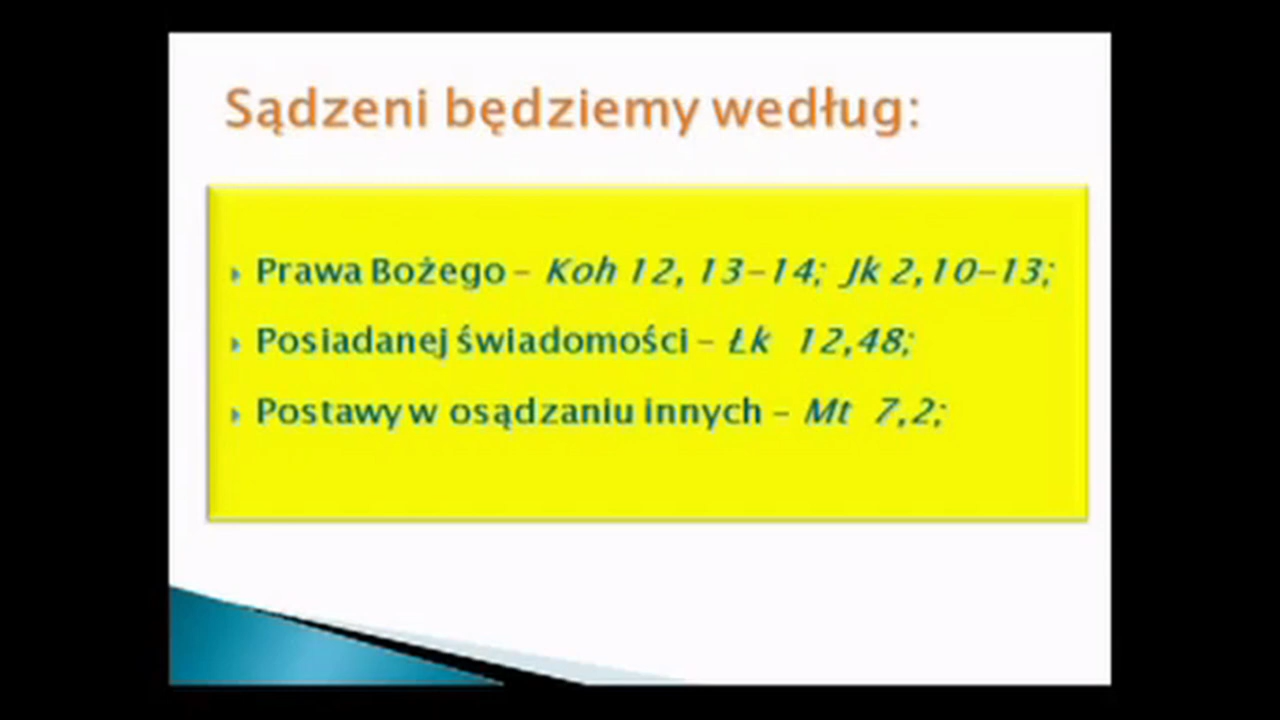 Sądzeni będziemy według:
Prawa Bożego – Koh 12, 13–14; Jk 2,10–13;
Posiadanej świadomości – Łk 12,48;
Postawy w osądzaniu innych – Mt 7,2;